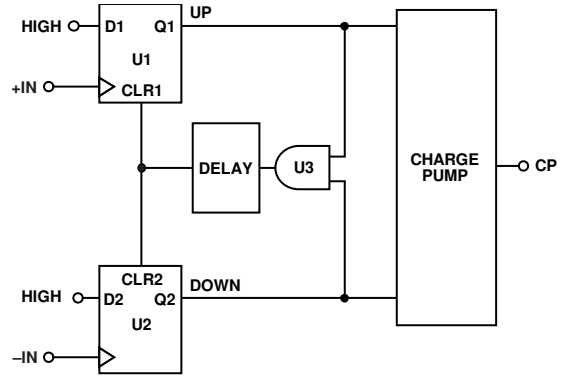 UP
HIGH
D1
Q1
U1
+IN
CLR1
DELAY
U3
CHARGE
PUMP
CP
CLR2
DOWN
HIGH
D2
Q2
U2
–IN